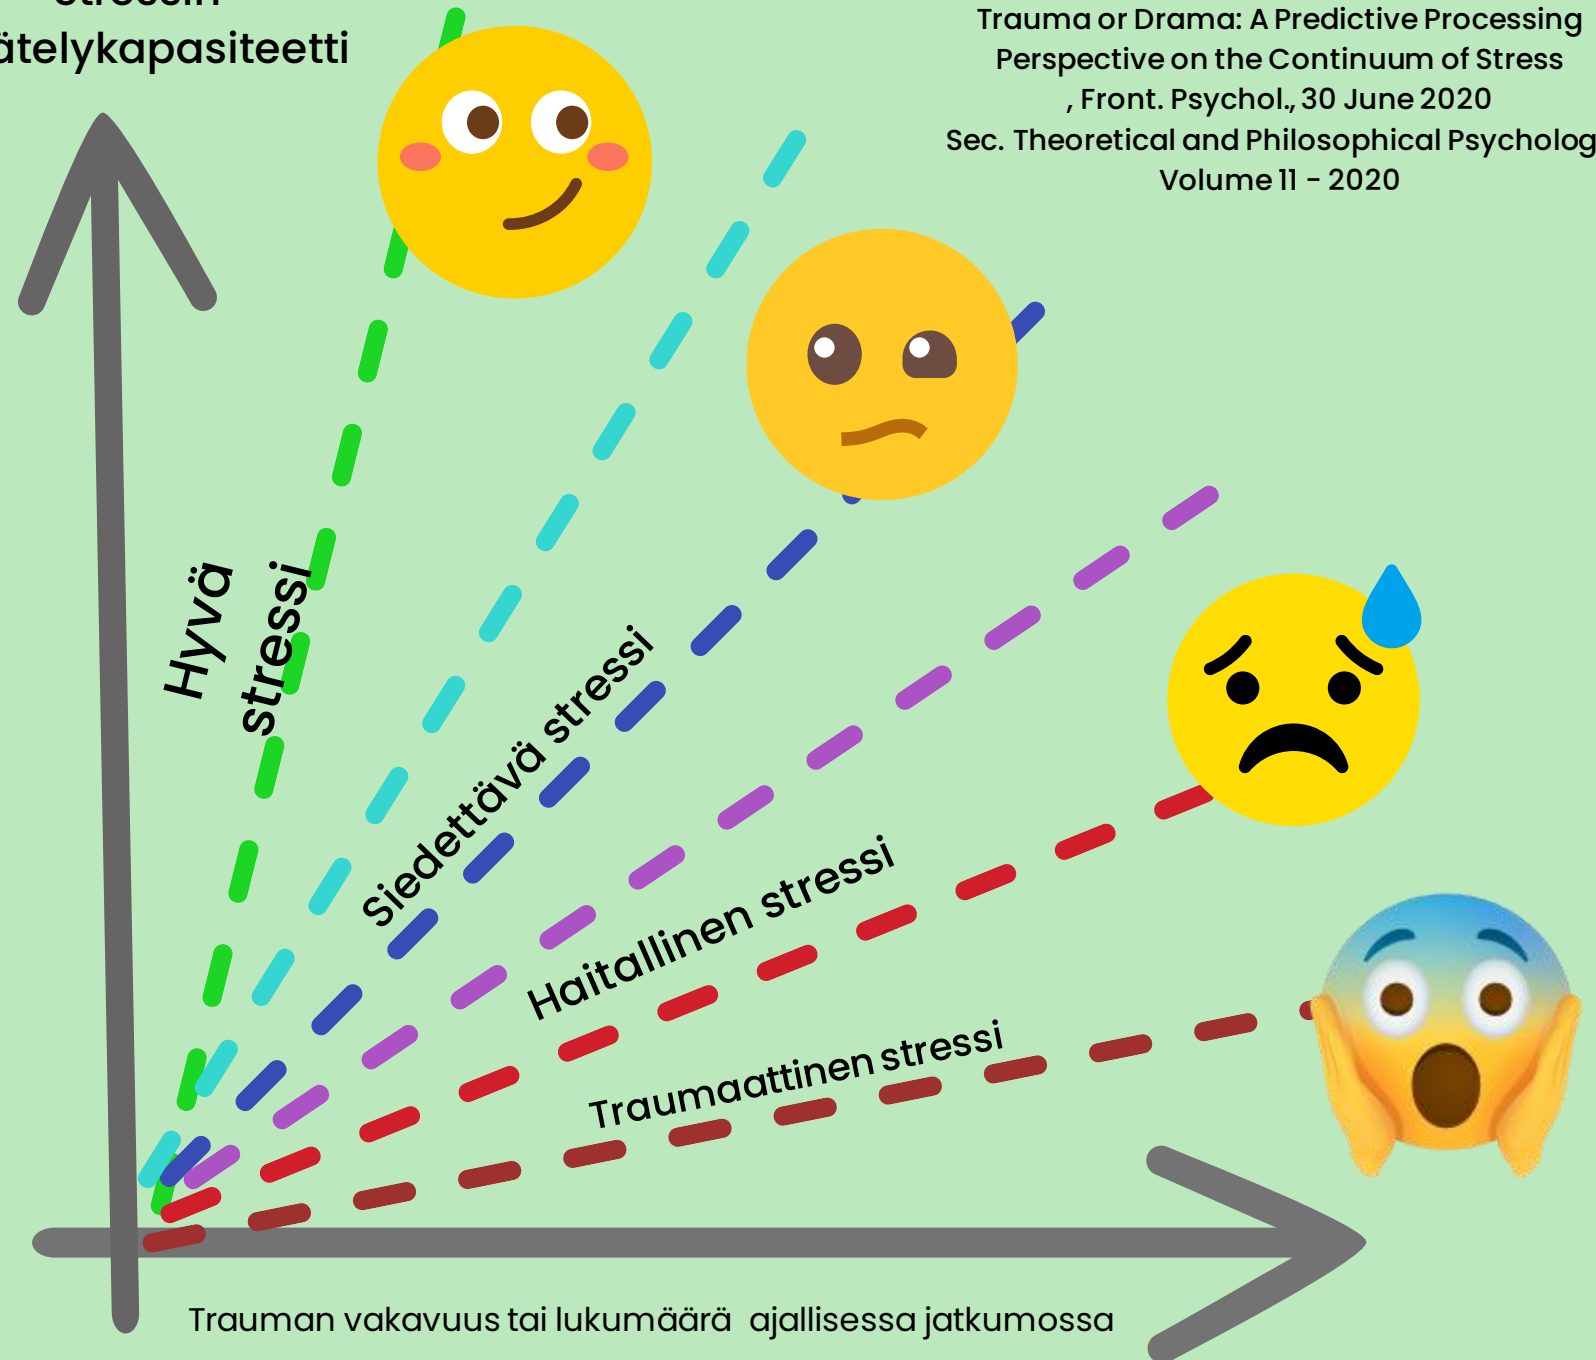 ätelykapasiteetti
Trauma or Drama: A Predictive Processing
Perspective on the Continuum of Stress
, Front. Psychol., 30 June 2020
Sec. Theoretical and Philosophical Psycholog
Volume 11 - 2020
Hyvä
stressi
Siedettävä stressi
Haitallinen stressi
Traumaattinen stressi
Trauman vakavuus tai lukumäärä ajallisessa jatkumossa